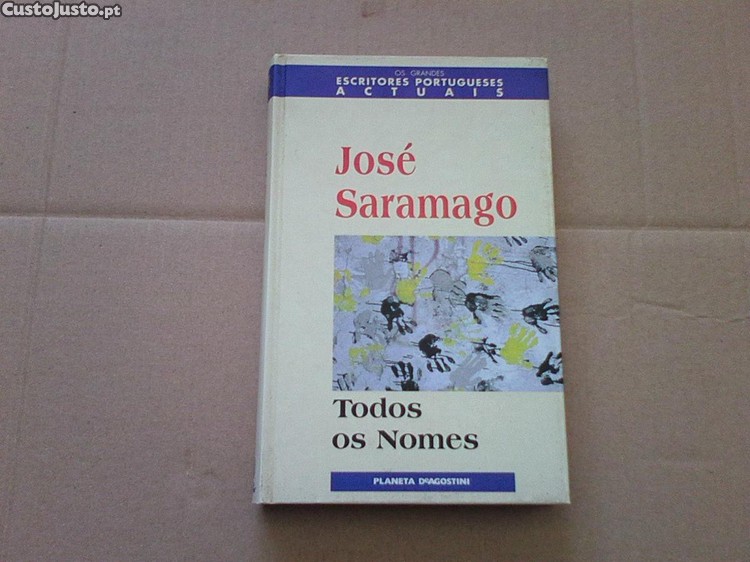 CustoJusto.pt
OS GRANDES
ESCRITORES PORTUGUESES
ACTUAIS
José
Saramago
Todos
os Nomes
PLANETA DEAGOSTINI